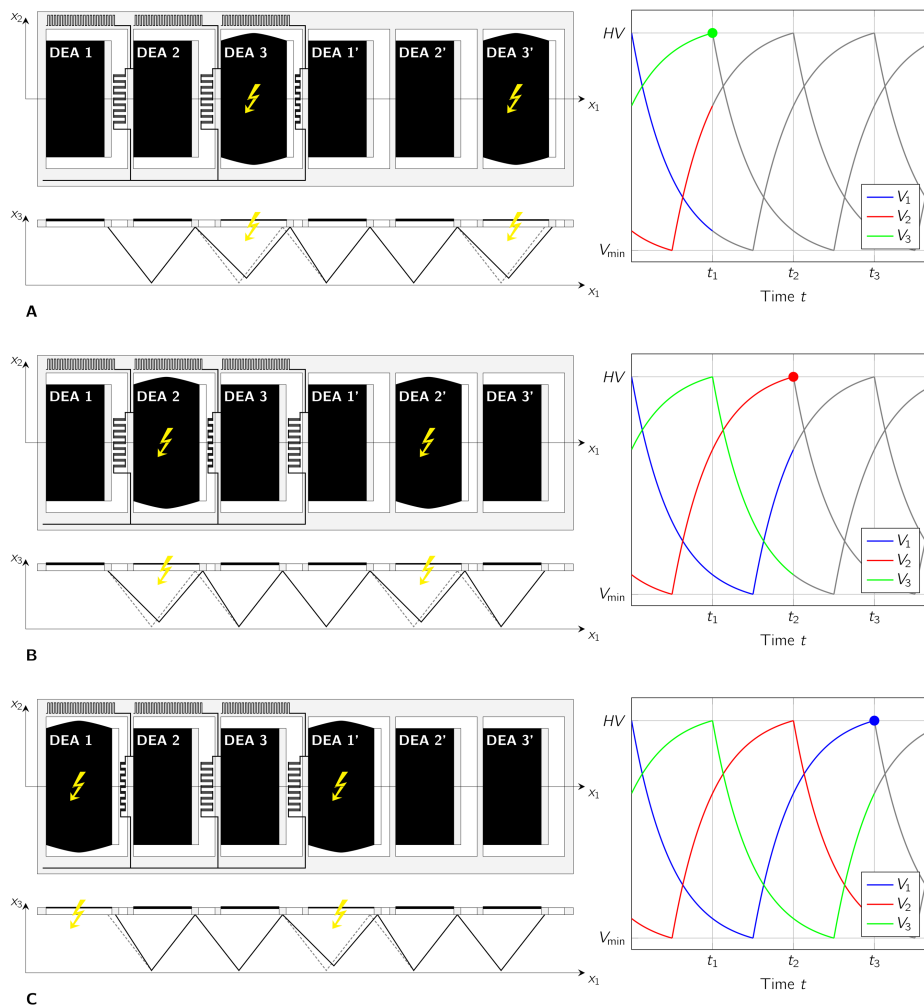 x₂
DEA 1 DEA 2 DEA 3 DEA 1' DEA 2' DEA 3'
x₁
x₃
x₁
A
HV
V₁
V₂
V₃
Vmin
t₁ t₂ t₃
Time t
x₂
DEA 1 DEA 2 DEA 3 DEA 1' DEA 2' DEA 3'
x₁
x₃
x₁
B
HV
V₁
V₂
V₃
Vmin
t₁ t₂ t₃
Time t
x₂
DEA 1 DEA 2 DEA 3 DEA 1' DEA 2' DEA 3'
x₁
x₃
x₁
C
HV
V₁
V₂
V₃
Vmin
t₁ t₂ t₃
Time t